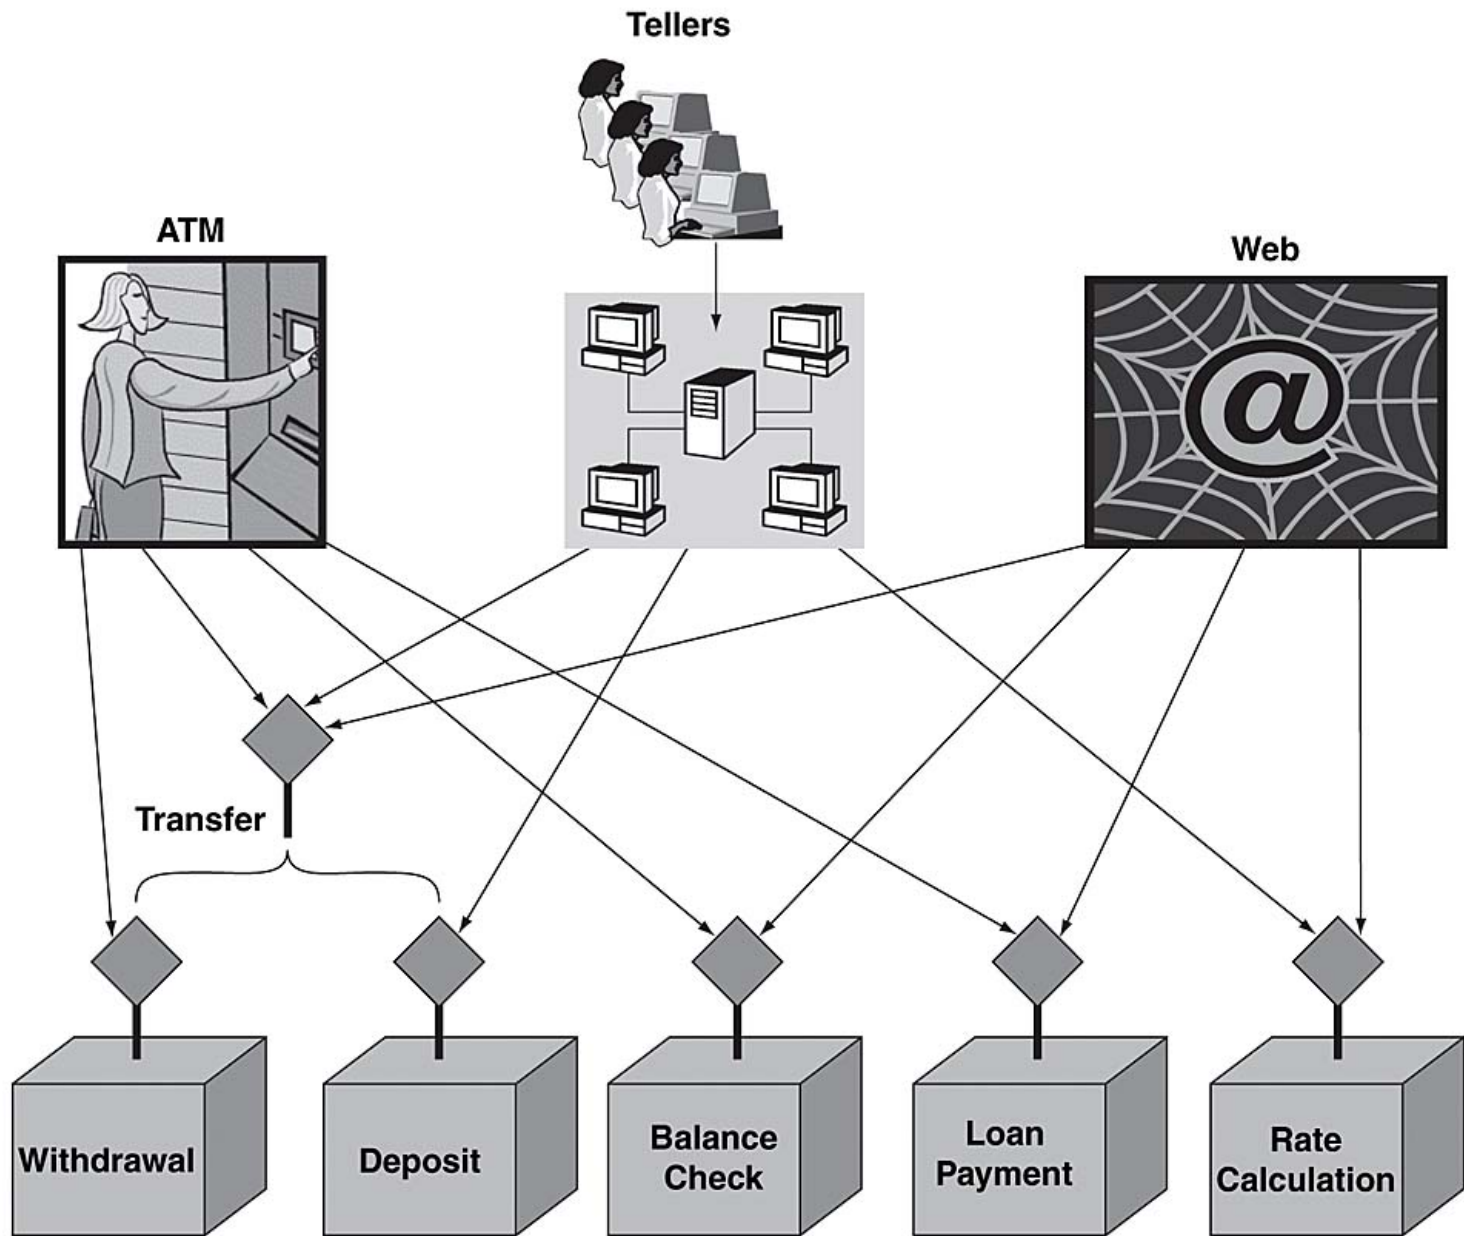 Tellers
ATM
Web
@
Transfer
Withdrawal
Deposit
Balance
Check
Loan
Payment
Rate
Calculation